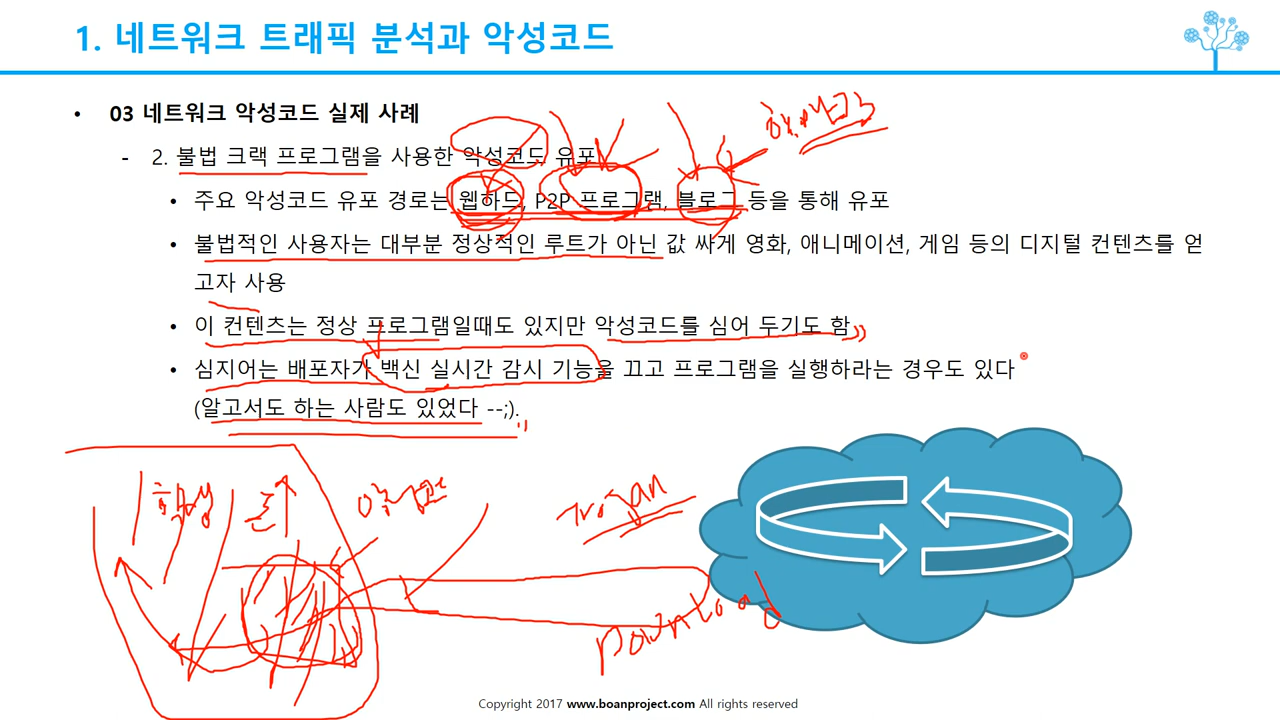 1. 네트워크 트래픽 분석과 악성코드
• 03 네트워크 악성코드 실제 사례
- 2. 불법 크랙 프로그램을 사용한 악성코드 유포
• 주요 악성코드 유포 경로는 웹하드, P2P 프로그램, 블로그 등을 통해 유포
• 불법적인 사용자는 대부분 정상적인 루트가 아닌 값 싸게 영화, 애니메이션, 게임 등의 디지털 컨텐츠를 얻
고자 사용
• 이 컨텐츠는 정상 프로그램일때도 있지만 악성코드를 심어 두기도 함
• 심지어는 배포자가 백신 실시간 감시 기능을 끄고 프로그램을 실행하라는 경우도 있다
(알고서도 하는 사람도 있었다 --;).
Trojan
Download
Copyright 2017 www.boanproject.com All rights reserved